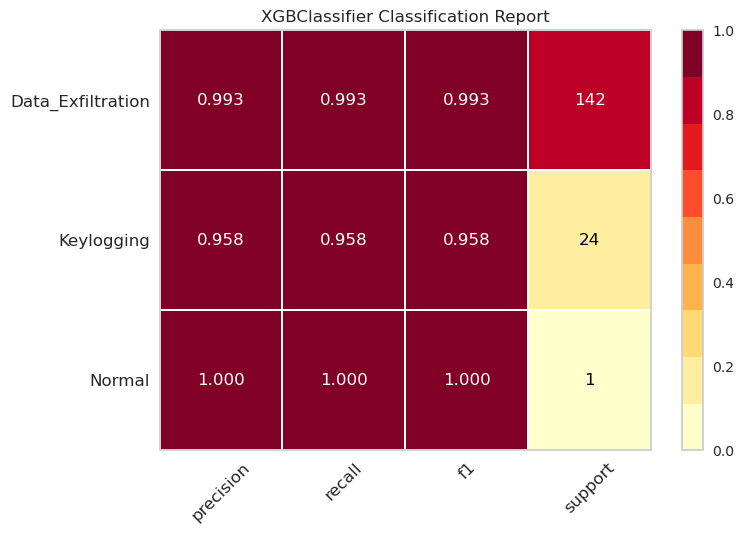 XGBClassifier Classification Report
Data_Exfiltration 0.993 0.993 0.993 142
Keylogging 0.958 0.958 0.958 24
Normal 1.000 1.000 1.000 1
precision recall f1 support
1.0
0.8
0.6
0.4
0.2
0.0